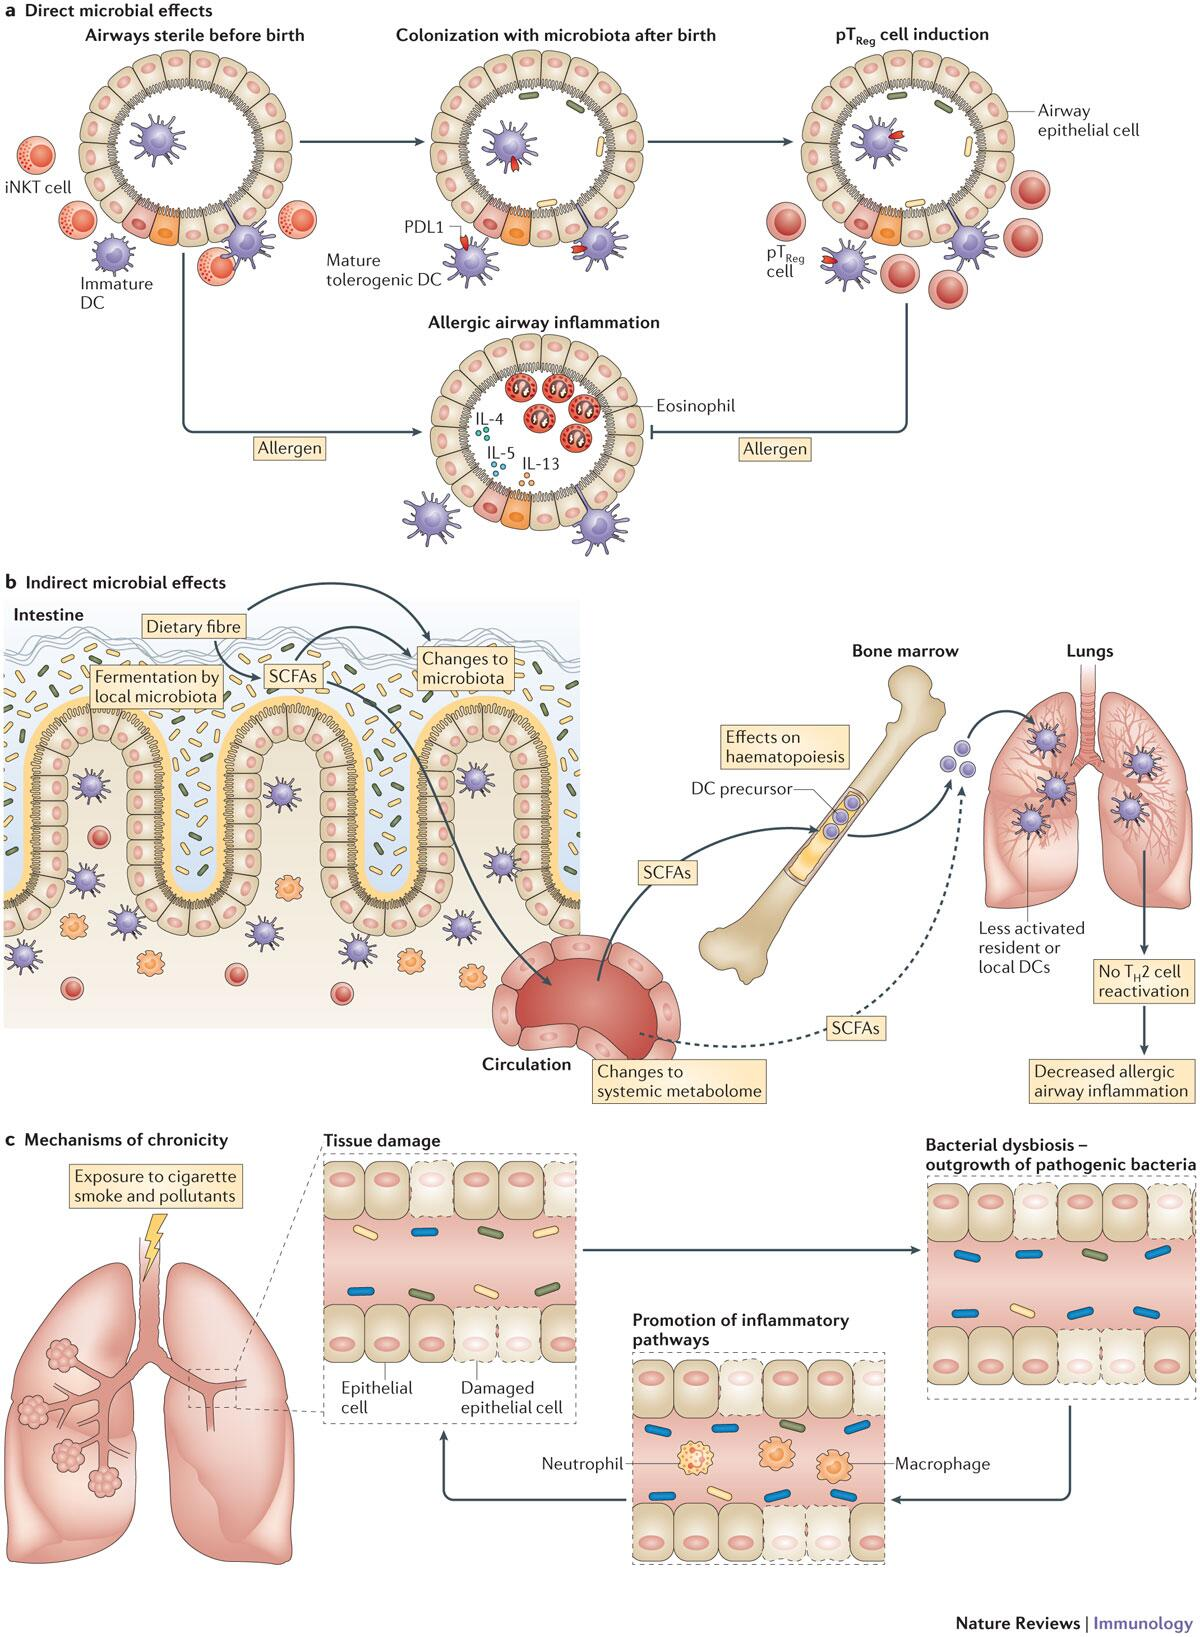 a Direct microbial effects
Airways sterile before birth
Colonization with microbiota after birth
pTReg cell induction
Airway
epithelial cell
iNKT cell
Immature
DC
PDL1
Mature
tolerogenic DC
pTReg
cell
Allergic airway inflammation
Eosinophil
IL-4
IL-5
IL-13
Allergen
Allergen
b Indirect microbial effects
Intestine
Dietary fibre
Fermentation by
local microbiota
SCFAs
Changes to
microbiota
Bone marrow
Lungs
Effects on
haematopoiesis
DC precursor
SCFAs
Less activated
resident or
local DCs
No TH2 cell
reactivation
SCFAs
Circulation
Changes to
systemic metabolome
Decreased allergic
airway inflammation
c Mechanisms of chronicity
Exposure to cigarette
smoke and pollutants
Tissue damage
Bacterial dysbiosis –
outgrowth of pathogenic bacteria
Epithelial
cell
Damaged
epithelial cell
Promotion of inflammatory
pathways
Neutrophil
Macrophage
Nature Reviews | Immunology